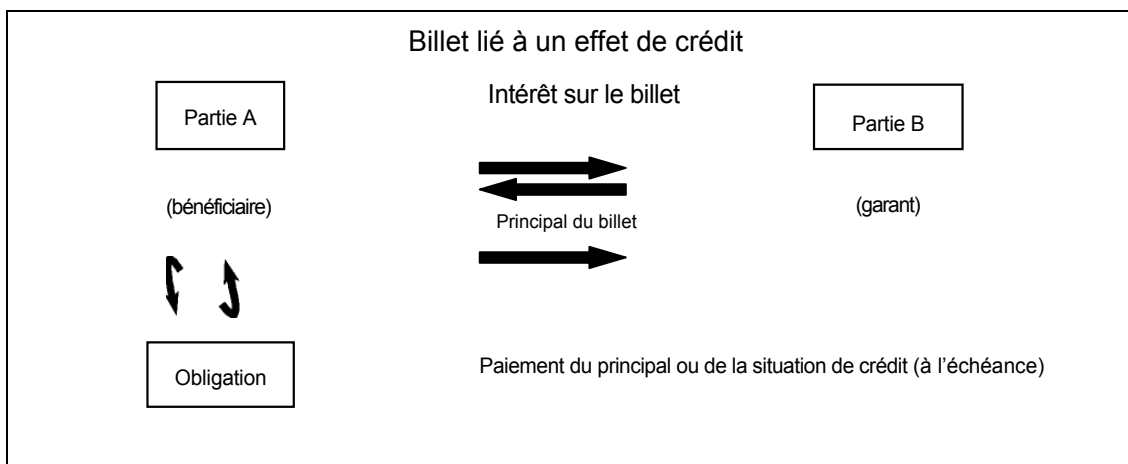 Billet lié à un effet de crédit
Intérêt sur le billet
Partie A
Partie B
(bénéficiaire)
(garant)
Principal du billet
Paiement du principal ou de la situation de crédit (à l'échéance)
Obligation